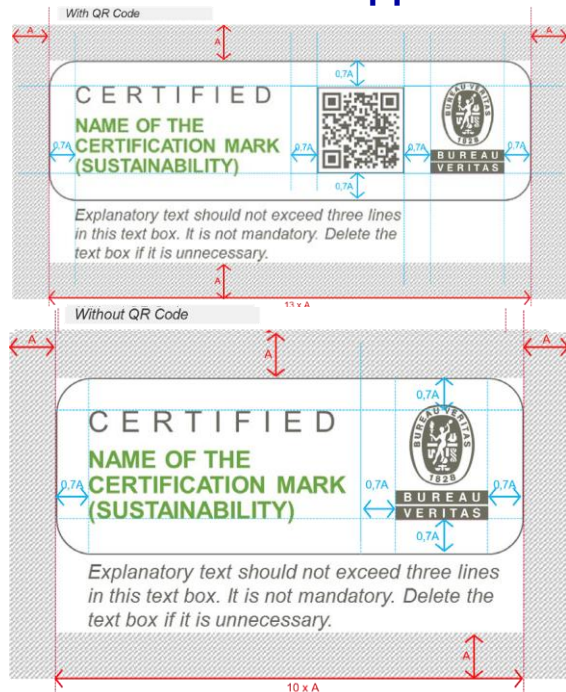 With QR Code
A
A
A
0,7A
CERTIFIED
NAME OF THE
CERTIFICATION MARK
(SUSTAINABILITY)
0,7A
0,7A
0,7A
0,7A
0,7A
BUREAU VERITAS
1828
BUREAU
VERITAS
Explanatory text should not exceed three lines
in this text box. It is not mandatory. Delete the
text box if it is unnecessary.
A
13 x A
Without QR Code
A
A
A
0,7A
CERTIFIED
NAME OF THE
CERTIFICATION MARK
(SUSTAINABILITY)
0,7A
0,7A
0,7A
0,7A
BUREAU VERITAS
1828
BUREAU
VERITAS
Explanatory text should not exceed three lines
in this text box. It is not mandatory. Delete the
text box if it is unnecessary.
A
10 x A